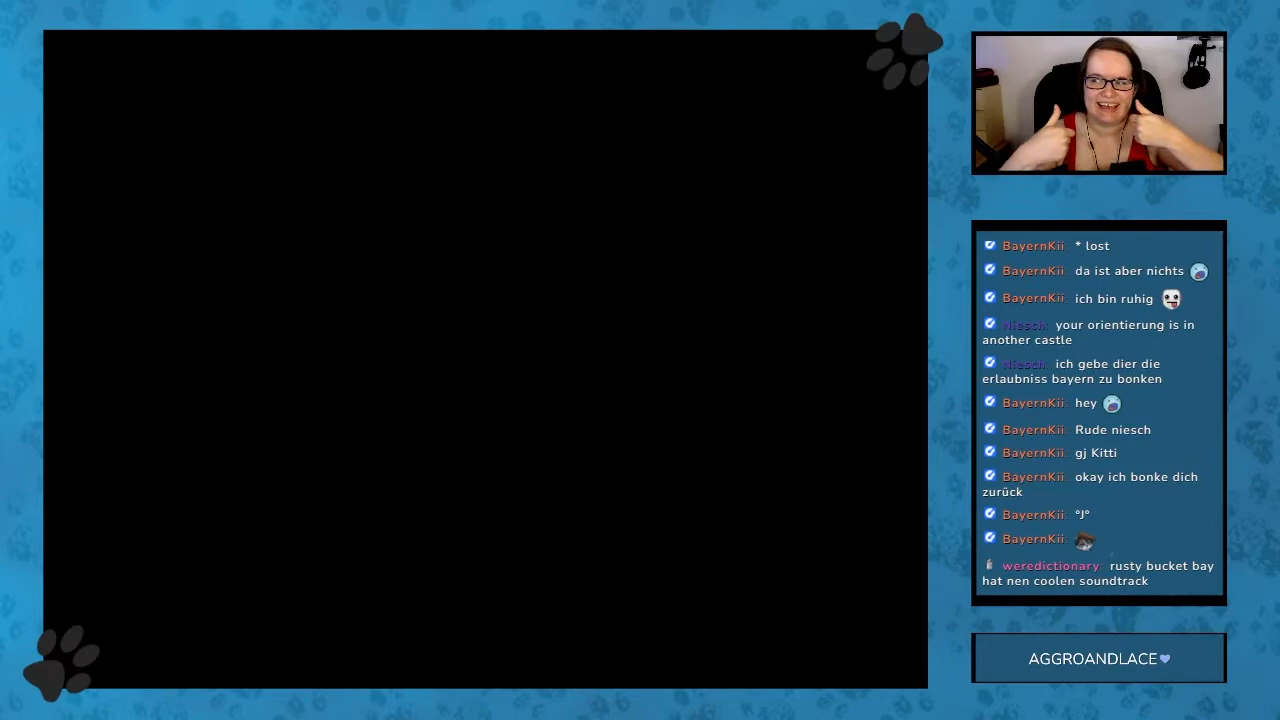 BayernKii: * lost
BayernKii: da ist aber nichts
BayernKii: ich bin ruhig
Niesch: your orientierung is in
another castle
Niesch: ich gebe dier die
erlaubniss bayern zu bonken
BayernKii: hey
BayernKii: Rude niesch
BayernKii: gj Kitti
BayernKii: okay ich bonke dich
zurück
BayernKii: °J°
BayernKii:
weredictionary: rusty bucket bay
hat nen coolen soundtrack
AGGROANDLACE